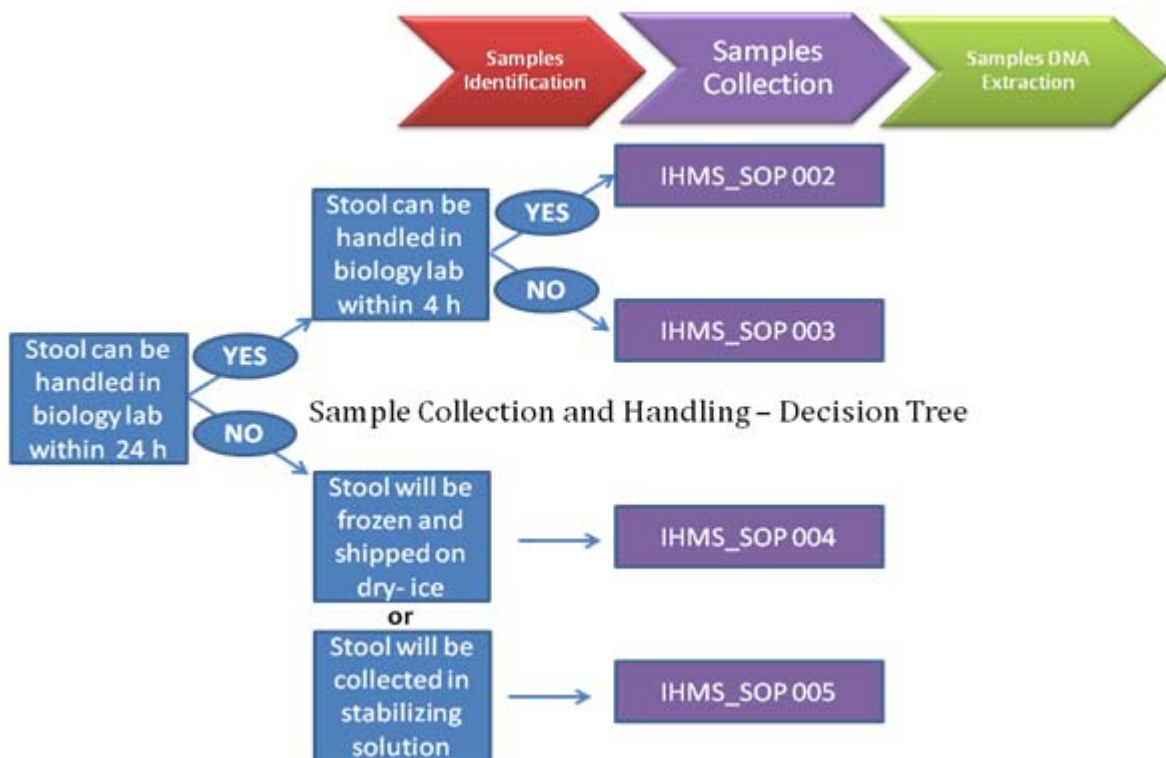 Samples
Identification
Samples
Collection
Samples DNA
Extraction
Stool can be
handled in
biology lab
within 24 h
YES
NO
Stool can be
handled in
biology lab
within 4 h
YES
NO
IHMS_SOP 002
IHMS_SOP 003
Sample Collection and Handling – Decision Tree
Stool will be
frozen and
shipped on
dry- ice
or
Stool will be
collected in
stabilizing
solution
IHMS_SOP 004
IHMS_SOP 005